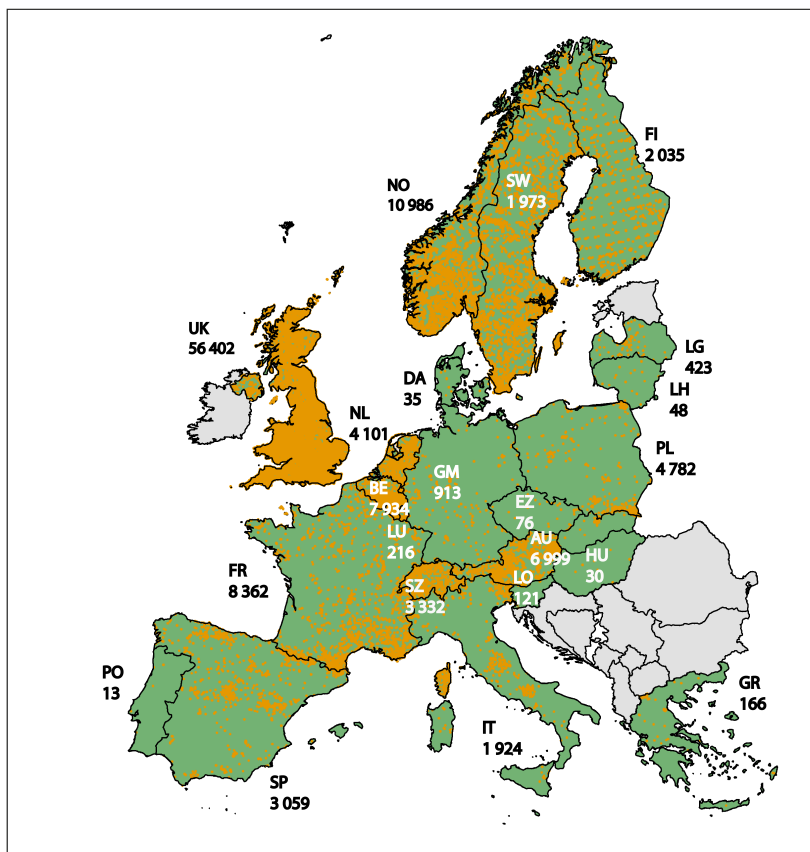 FI
2 035
SW
1 973
NO
10 986
UK
56 402
LG
423
DA
35
LH
48
NL
4 101
PL
4 782
GM
913
BE
7 934
EZ
76
LU
216
AU
6 999
HU
30
FR
8 362
LO
121
SZ
3 332
PO
13
GR
166
IT
1 924
SP
3 059